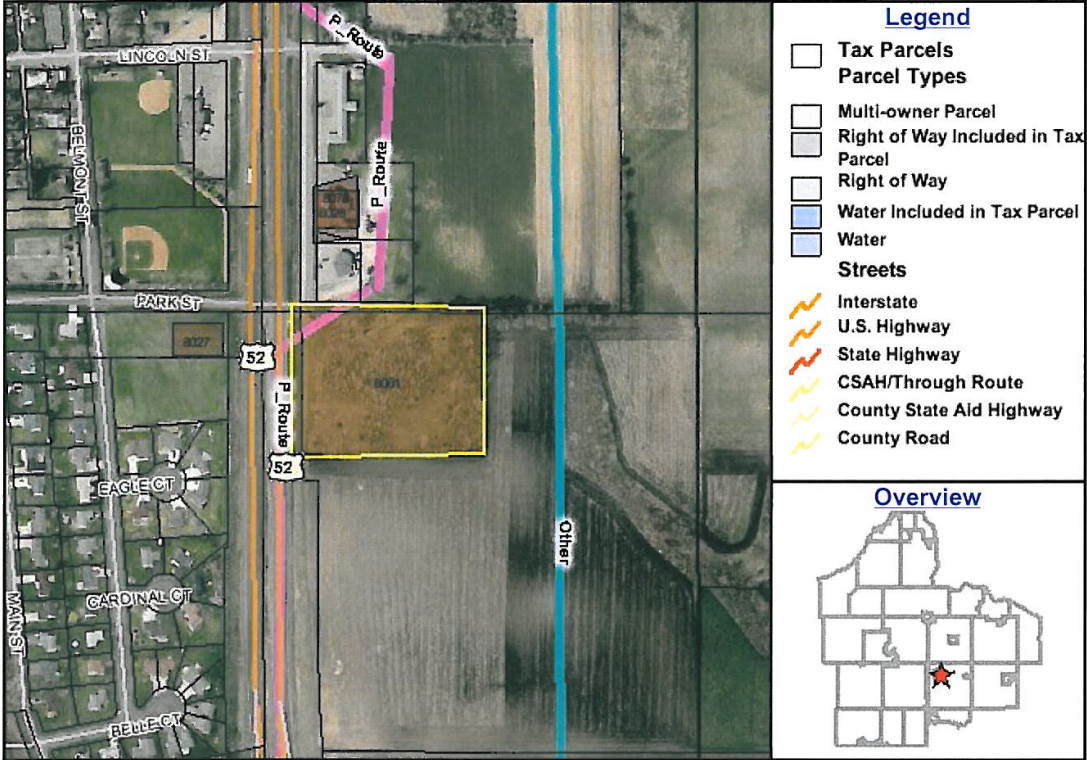 P_Route
LINCOLN ST
BELMONT ST
P_Route
PARK ST
8027
52
8081
P_Route
52
EAGLE CT
Other
CARDINAL CT
MAIN ST
BELLE CT
Legend
Tax Parcels
Parcel Types
Multi-owner Parcel
Right of Way Included in Tax
Parcel
Right of Way
Water Included in Tax Parcel
Water
Streets
Interstate
U.S. Highway
State Highway
CSAH/Through Route
County State Aid Highway
County Road
Overview